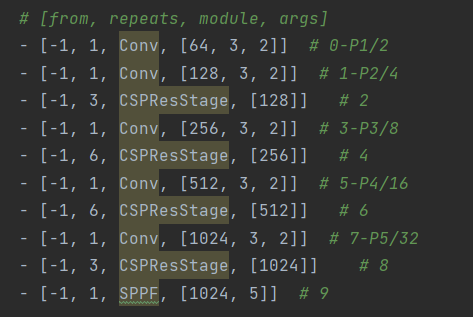 # [from, repeats, module, args]
- [-1, 1, Conv, [64, 3, 2]]  # 0-P1/2
- [-1, 1, Conv, [128, 3, 2]]  # 1-P2/4
- [-1, 3, CSPResStage, [128]]   # 2
- [-1, 1, Conv, [256, 3, 2]]  # 3-P3/8
- [-1, 6, CSPResStage, [256]]   # 4
- [-1, 1, Conv, [512, 3, 2]]  # 5-P4/16
- [-1, 6, CSPResStage, [512]]   # 6
- [-1, 1, Conv, [1024, 3, 2]]  # 7-P5/32
- [-1, 3, CSPResStage, [1024]]    # 8
- [-1, 1, SPPF, [1024, 5]]  # 9